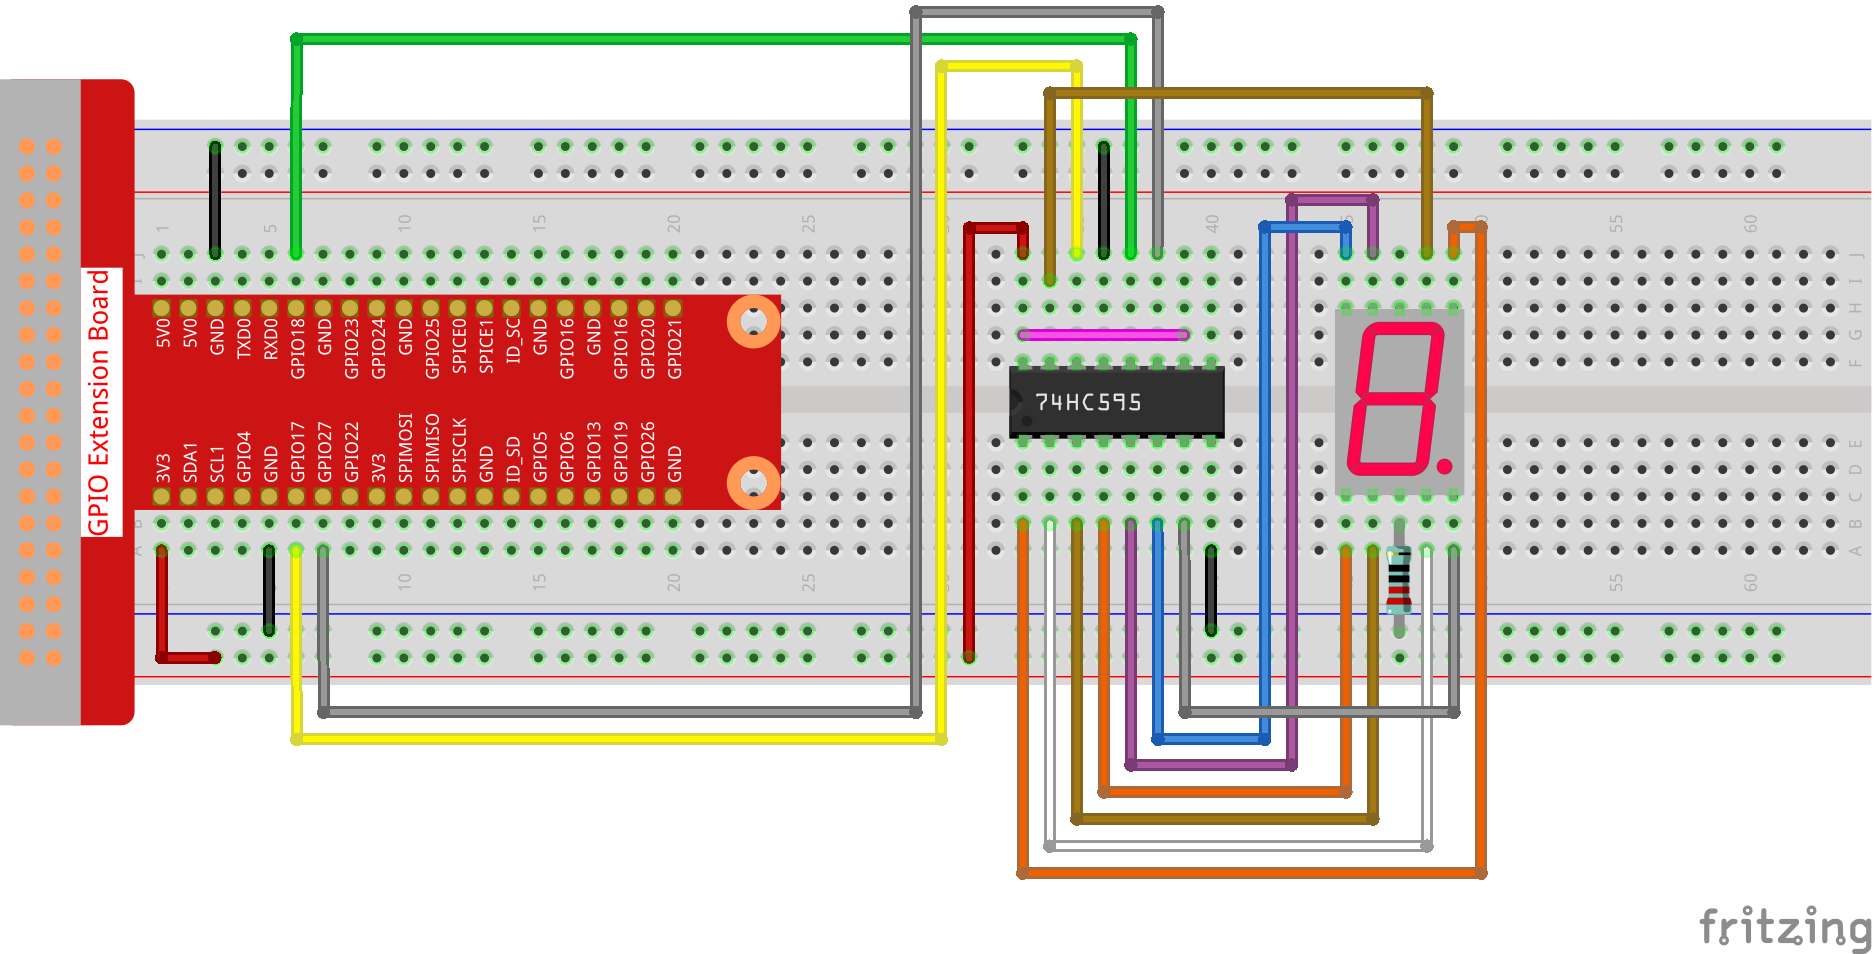 GPIO Extension Board
1
5
10
15
20
25
40
50
55
60
J
I
J
I
H
G
F
5V0
5V0
GND
TXD0
RXD0
GPIO18
GND
GPIO23
GPIO24
GND
GPIO25
SPICE0
SPICE1
ID_SC
GND
GPIO16
GND
GPIO16
GPIO20
GPIO21
74HC595
3V3
SDA1
SCL1
GPIO4
GND
GPIO17
GPIO27
GPIO22
3V3
SPIMOSI
SPIMISO
SPISCLK
GND
ID_SD
GPIO5
GPIO6
GPIO13
GPIO19
GPIO26
GND
B
A
E
D
C
B
A
10
15
20
25
55
60
fritzing